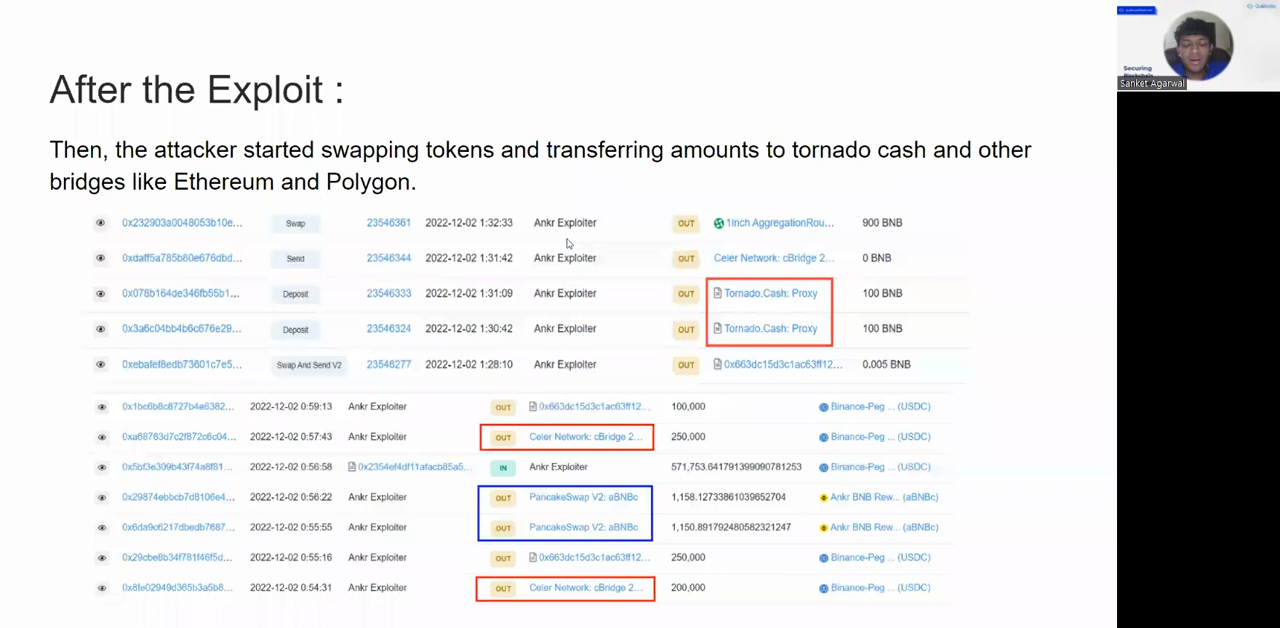 After the Exploit :
Then, the attacker started swapping tokens and transferring amounts to tornado cash and other
bridges like Ethereum and Polygon.
0x232903a0048053b10e... Swap 23546361 2022-12-02 1:32:33 Ankr Exploiter OUT 1inch AggregationRou... 900 BNB
0xdaff5a785b80e676dbd... Send 23546344 2022-12-02 1:31:42 Ankr Exploiter OUT Celer Network: cBridge 2... 0 BNB
0x078b164de346fb55b1... Deposit 23546333 2022-12-02 1:31:09 Ankr Exploiter OUT Tornado.Cash: Proxy 100 BNB
0x3a6c04bb4b6c676e29... Deposit 23546324 2022-12-02 1:30:42 Ankr Exploiter OUT Tornado.Cash: Proxy 100 BNB
0xebafef8edb73601c7e5... Swap And Send V2 23546277 2022-12-02 1:28:10 Ankr Exploiter OUT 0x663dc15d3c1ac63ff12... 0.005 BNB
0x1bc6b8c8727b4e6382... 2022-12-02 0:59:13 Ankr Exploiter OUT 0x663dc15d3c1ac63ff12... 100,000 Binance-Peg ... (USDC)
0xa68763d7c2f872c6c04... 2022-12-02 0:57:43 Ankr Exploiter OUT Celer Network: cBridge 2... 250,000 Binance-Peg ... (USDC)
0x5bf3e309b43f74a8f81... 2022-12-02 0:56:58 0x2354ef4df11afacb85a5... IN Ankr Exploiter 571,753.641791399090781253 Binance-Peg ... (USDC)
0x29874ebbcb7d8106e4... 2022-12-02 0:56:22 Ankr Exploiter OUT PancakeSwap V2: aBNBc 1,158.12733861039652704 Ankr BNB Rew... (aBNBc)
0x6da9c6217dbedb7687... 2022-12-02 0:55:55 Ankr Exploiter OUT PancakeSwap V2: aBNBc 1,150.891792480582321247 Ankr BNB Rew... (aBNBc)
0x29cbe8b34f781f46f5d... 2022-12-02 0:55:16 Ankr Exploiter OUT 0x663dc15d3c1ac63ff12... 250,000 Binance-Peg ... (USDC)
0x8fe02949d365b3a5b8... 2022-12-02 0:54:31 Ankr Exploiter OUT Celer Network: cBridge 2... 200,000 Binance-Peg ... (USDC)
Securing
Sanket Agarwal